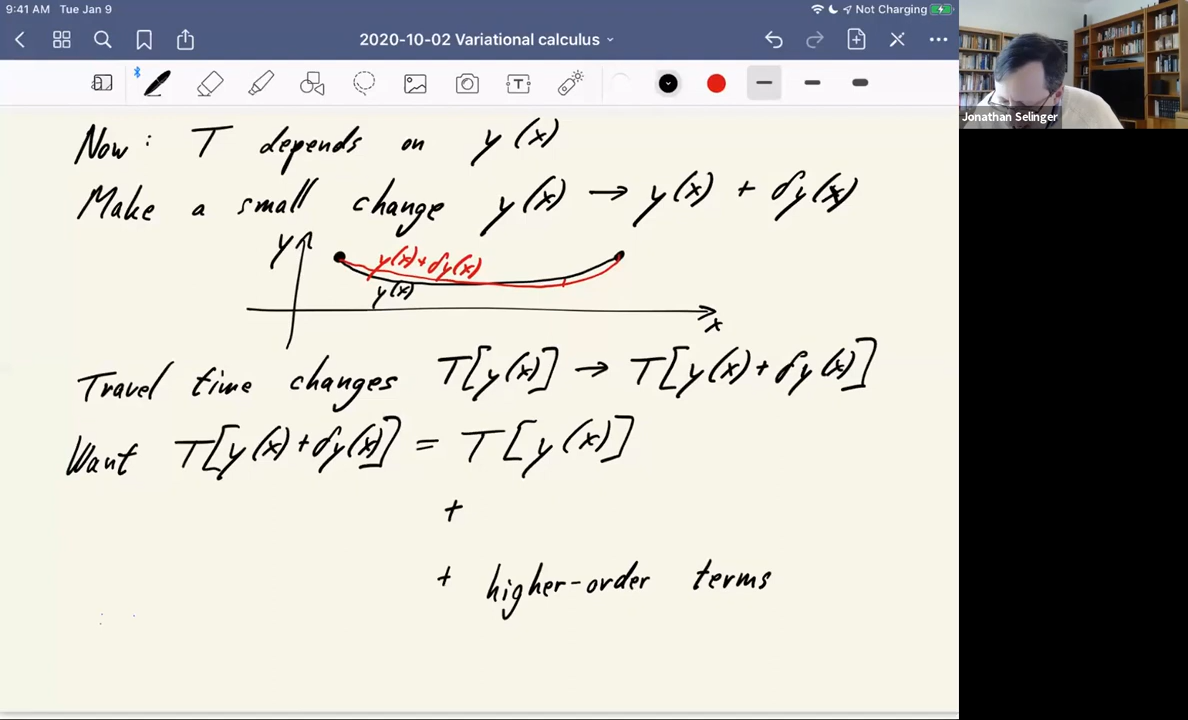 9:41 AM Tue Jan 9
Not Charging
2020-10-02 Variational calculus
T
Jonathan Selinger
Now: T depends on y(x)
Make a small change y(x) → y(x) + δy(x)
y
y(x)+δy(x)
y(x)
x
Travel time changes T[y(x)] → T[y(x)+δy(x)]
Want T[y(x)+δy(x)] = T[y(x)]
+
+ higher-order terms